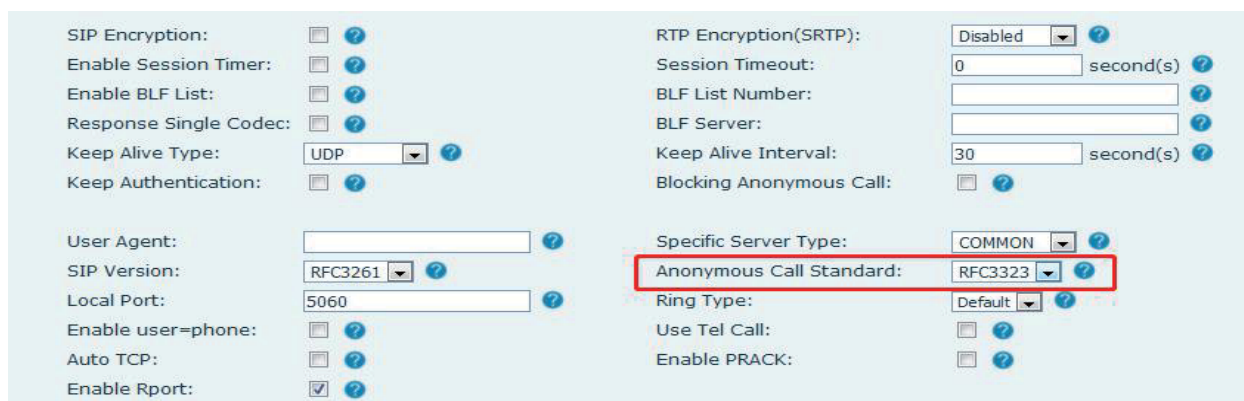 SIP Encryption: RTP Encryption(SRTP): Disabled
Enable Session Timer: Session Timeout: 0 second(s)
Enable BLF List: BLF List Number:
Response Single Codec: BLF Server:
Keep Alive Type: UDP Keep Alive Interval: 30 second(s)
Keep Authentication: Blocking Anonymous Call:
User Agent: Specific Server Type: COMMON
SIP Version: RFC3261 Anonymous Call Standard: RFC3323
Local Port: 5060 Ring Type: Default
Enable user=phone: Use Tel Call:
Auto TCP: Enable PRACK:
Enable Rport: